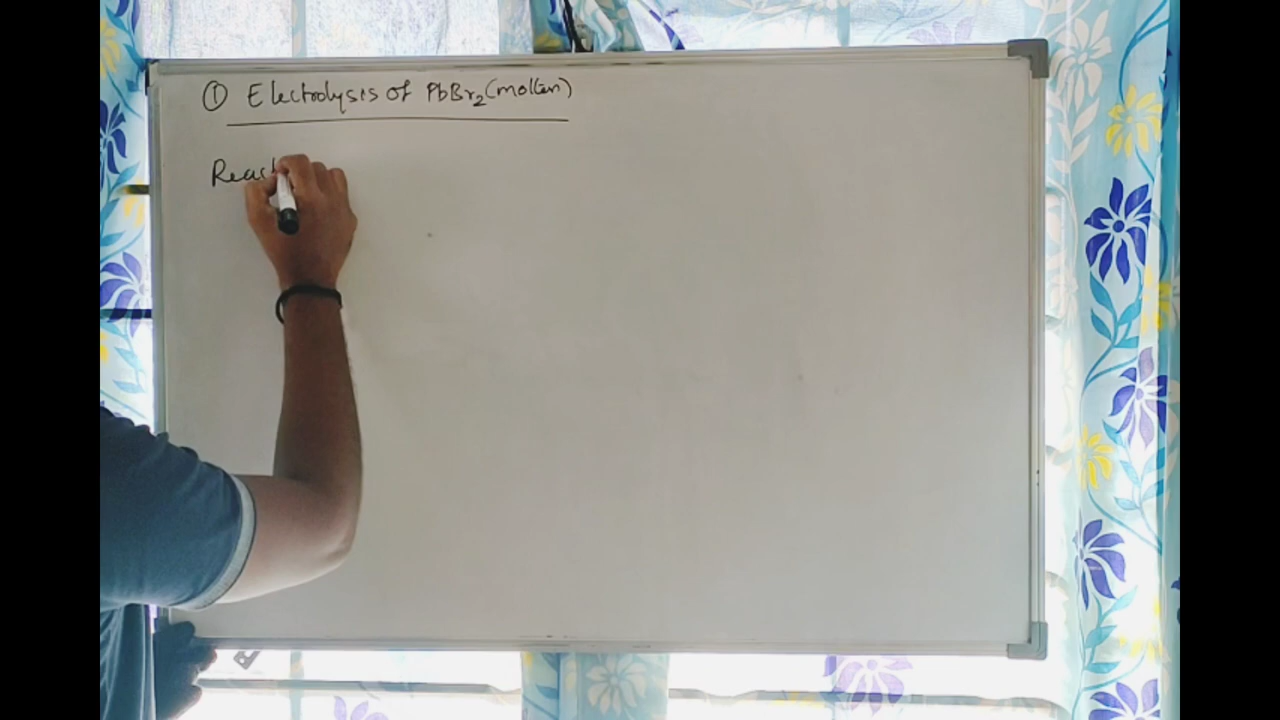 ① Electrolysis of PbBr₂(molten)
Reac